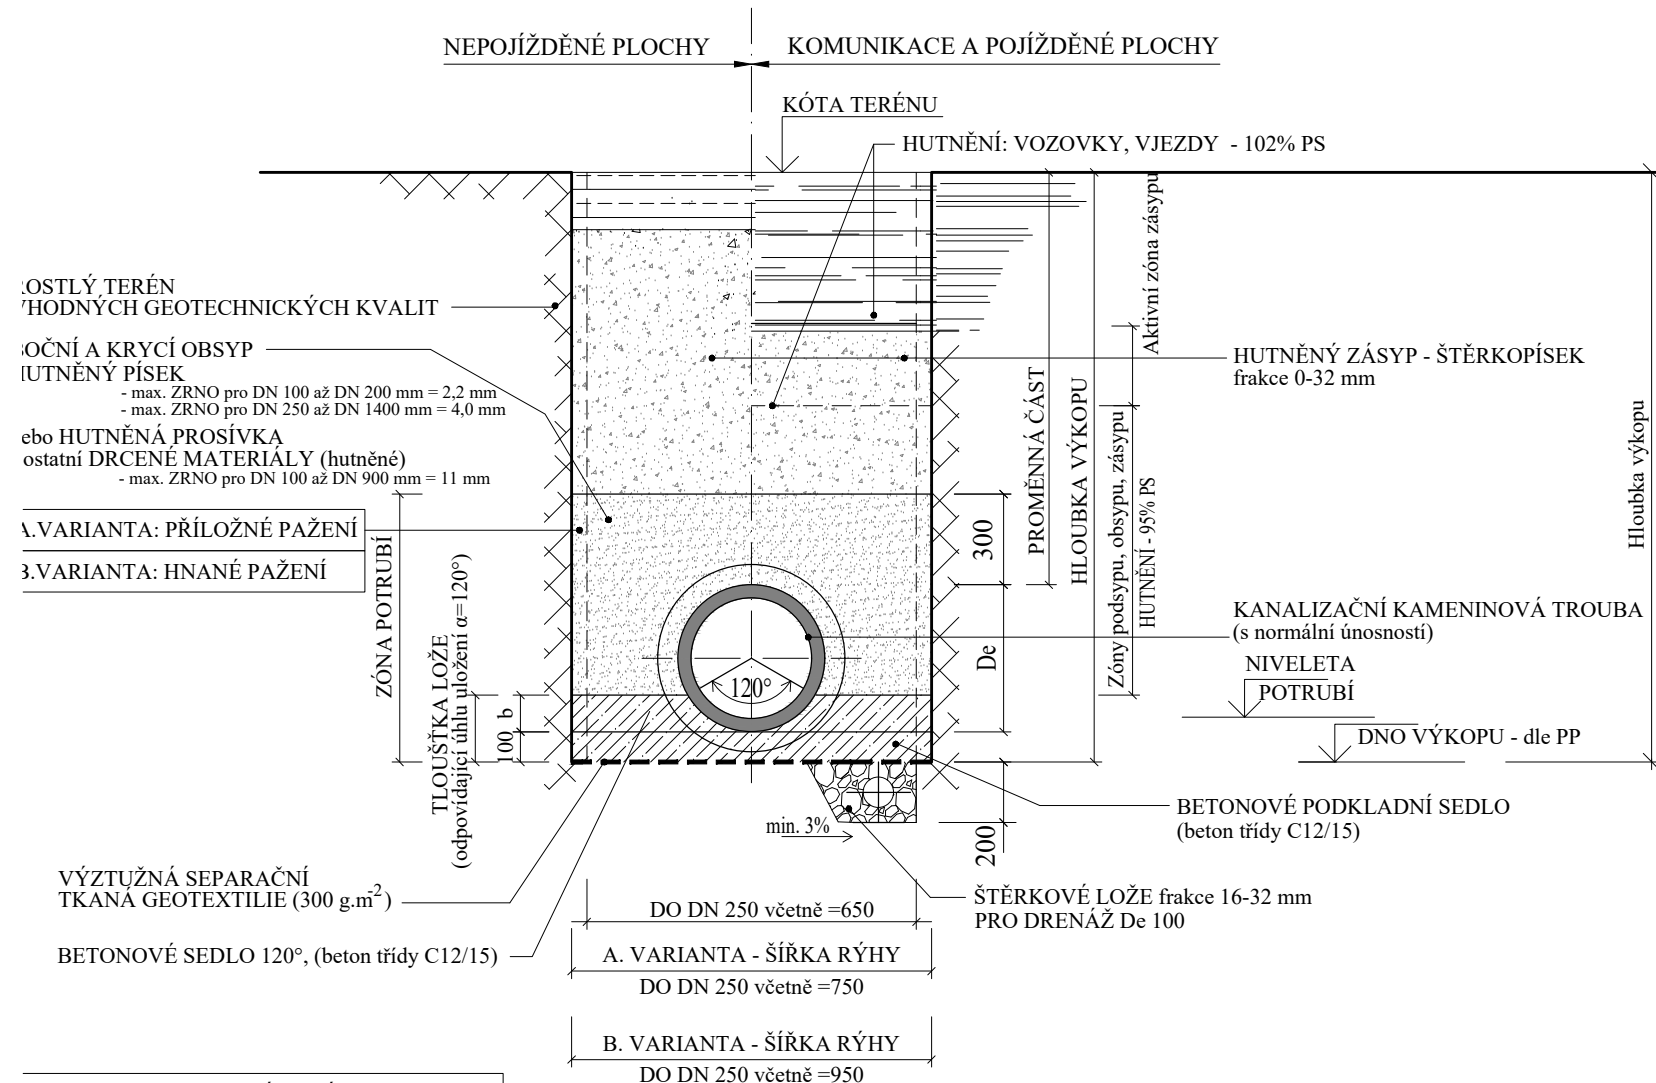 NEPOJÍŽDĚNÉ PLOCHY
KOMUNIKACE A POJÍŽDĚNÉ PLOCHY
KÓTA TERÉNU
HUTNĚNÍ: VOZOVKY, VJEZDY - 102% PS
Aktivní zóna zásypu
OSTLÝ TERÉN
HODNÝCH GEOTECHNICKÝCH KVALIT
OČNÍ A KRYCÍ OBSYP
UTNĚNÝ PÍSEK
- max. ZRNO pro DN 100 až DN 200 mm = 2,2 mm
- max. ZRNO pro DN 250 až DN 1400 mm = 4,0 mm
ebo HUTNĚNÁ PROSÍVKA
ostatní DRCENÉ MATERIÁLY (hutněné)
- max. ZRNO pro DN 100 až DN 900 mm = 11 mm
A.VARIANTA: PŘÍLOŽNÉ PAŽENÍ
B.VARIANTA: HNANÉ PAŽENÍ
HUTNĚNÝ ZÁSYP - ŠTĚRKOPÍSEK
frakce 0-32 mm
PROMĚNNÁ ČÁST
HLOUBKA VÝKOPU
Zóny podsypu, obsypu, zásypu
HUTNĚNÍ - 95% PS
Hloubka výkopu
300
De
ZÓNA POTRUBÍ
TLOUŠŤKA LOŽE
(odpovídající úhlu uložení α=120°)
100
b
120°
KANALIZAČNÍ KAMENINOVÁ TROUBA
(s normální únosností)
NIVELETA
POTRUBÍ
DNO VÝKOPU - dle PP
BETONOVÉ PODKLADNÍ SEDLO
(beton třídy C12/15)
min. 3%
200
VÝZTUŽNÁ SEPARAČNÍ
TKANÁ GEOTEXTILIE (300 g.m-2)
ŠTĚRKOVÉ LOŽE frakce 16-32 mm
PRO DRENÁŽ De 100
BETONOVÉ SEDLO 120°, (beton třídy C12/15)
DO DN 250 včetně =650
A. VARIANTA - ŠÍŘKA RÝHY
DO DN 250 včetně =750
B. VARIANTA - ŠÍŘKA RÝHY
DO DN 250 včetně =950